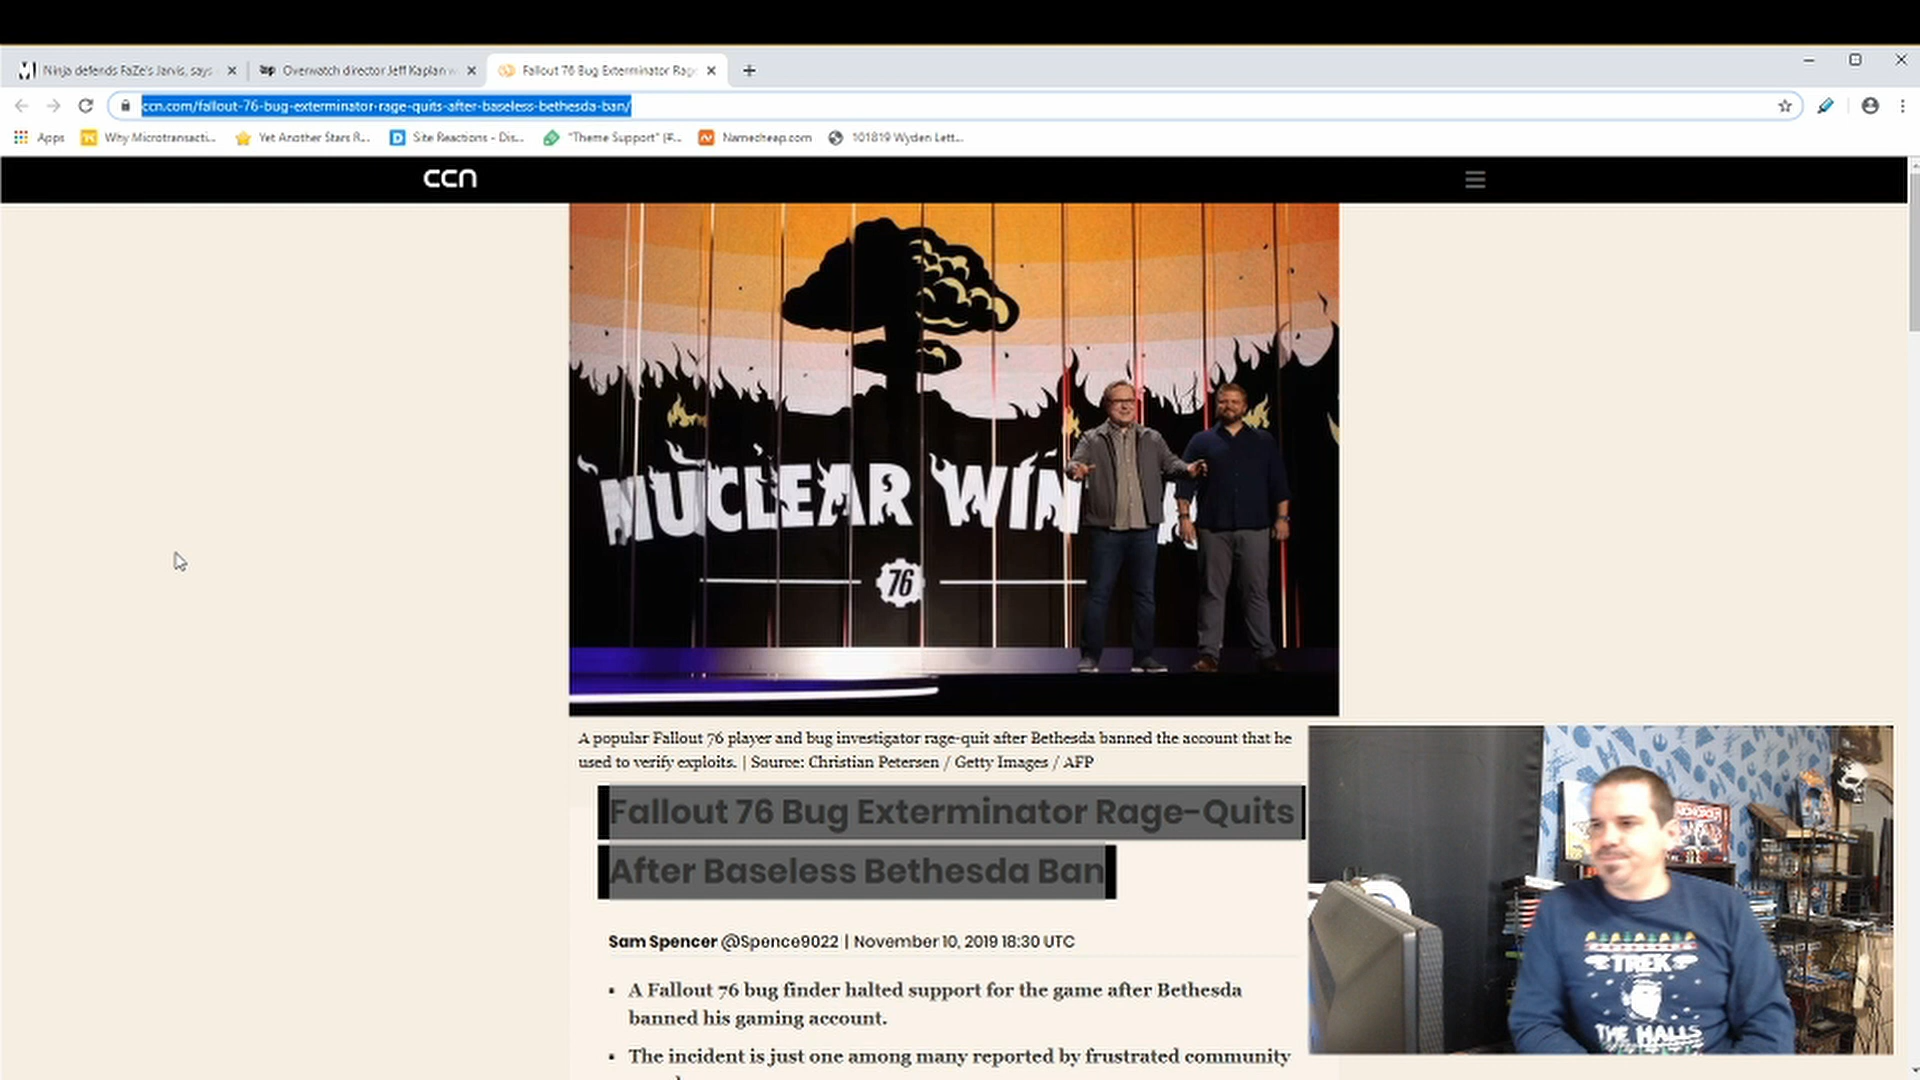 Ninja defends FaZe's Jarvis, says
Overwatch director Jeff Kaplan w
Fallout 76 Bug Exterminator Rag
ccn.com/fallout-76-bug-exterminator-rage-quits-after-baseless-bethesda-ban/
Apps
Why Microtransacti...
Yet Another Stars R...
Site Reactions - Dis...
Namecheap.com
101819 Wyden Lett...
ccn
NUCLEAR WIN
76
A popular Fallout 76 player and bug investigator rage-quit after Bethesda banned the account that he
used to verify exploits. | Source: Christian Petersen / Getty Images / AFP
Fallout 76 Bug Exterminator Rage-Quits
After Baseless Bethesda Ban
Sam Spencer @Spence9022 | November 10, 2019 18:30 UTC
▪ A Fallout 76 bug finder halted support for the game after Bethesda
banned his gaming account.
▪ The incident is just one among many reported by frustrated community
TREK
THE HALLS
MONOPOLY